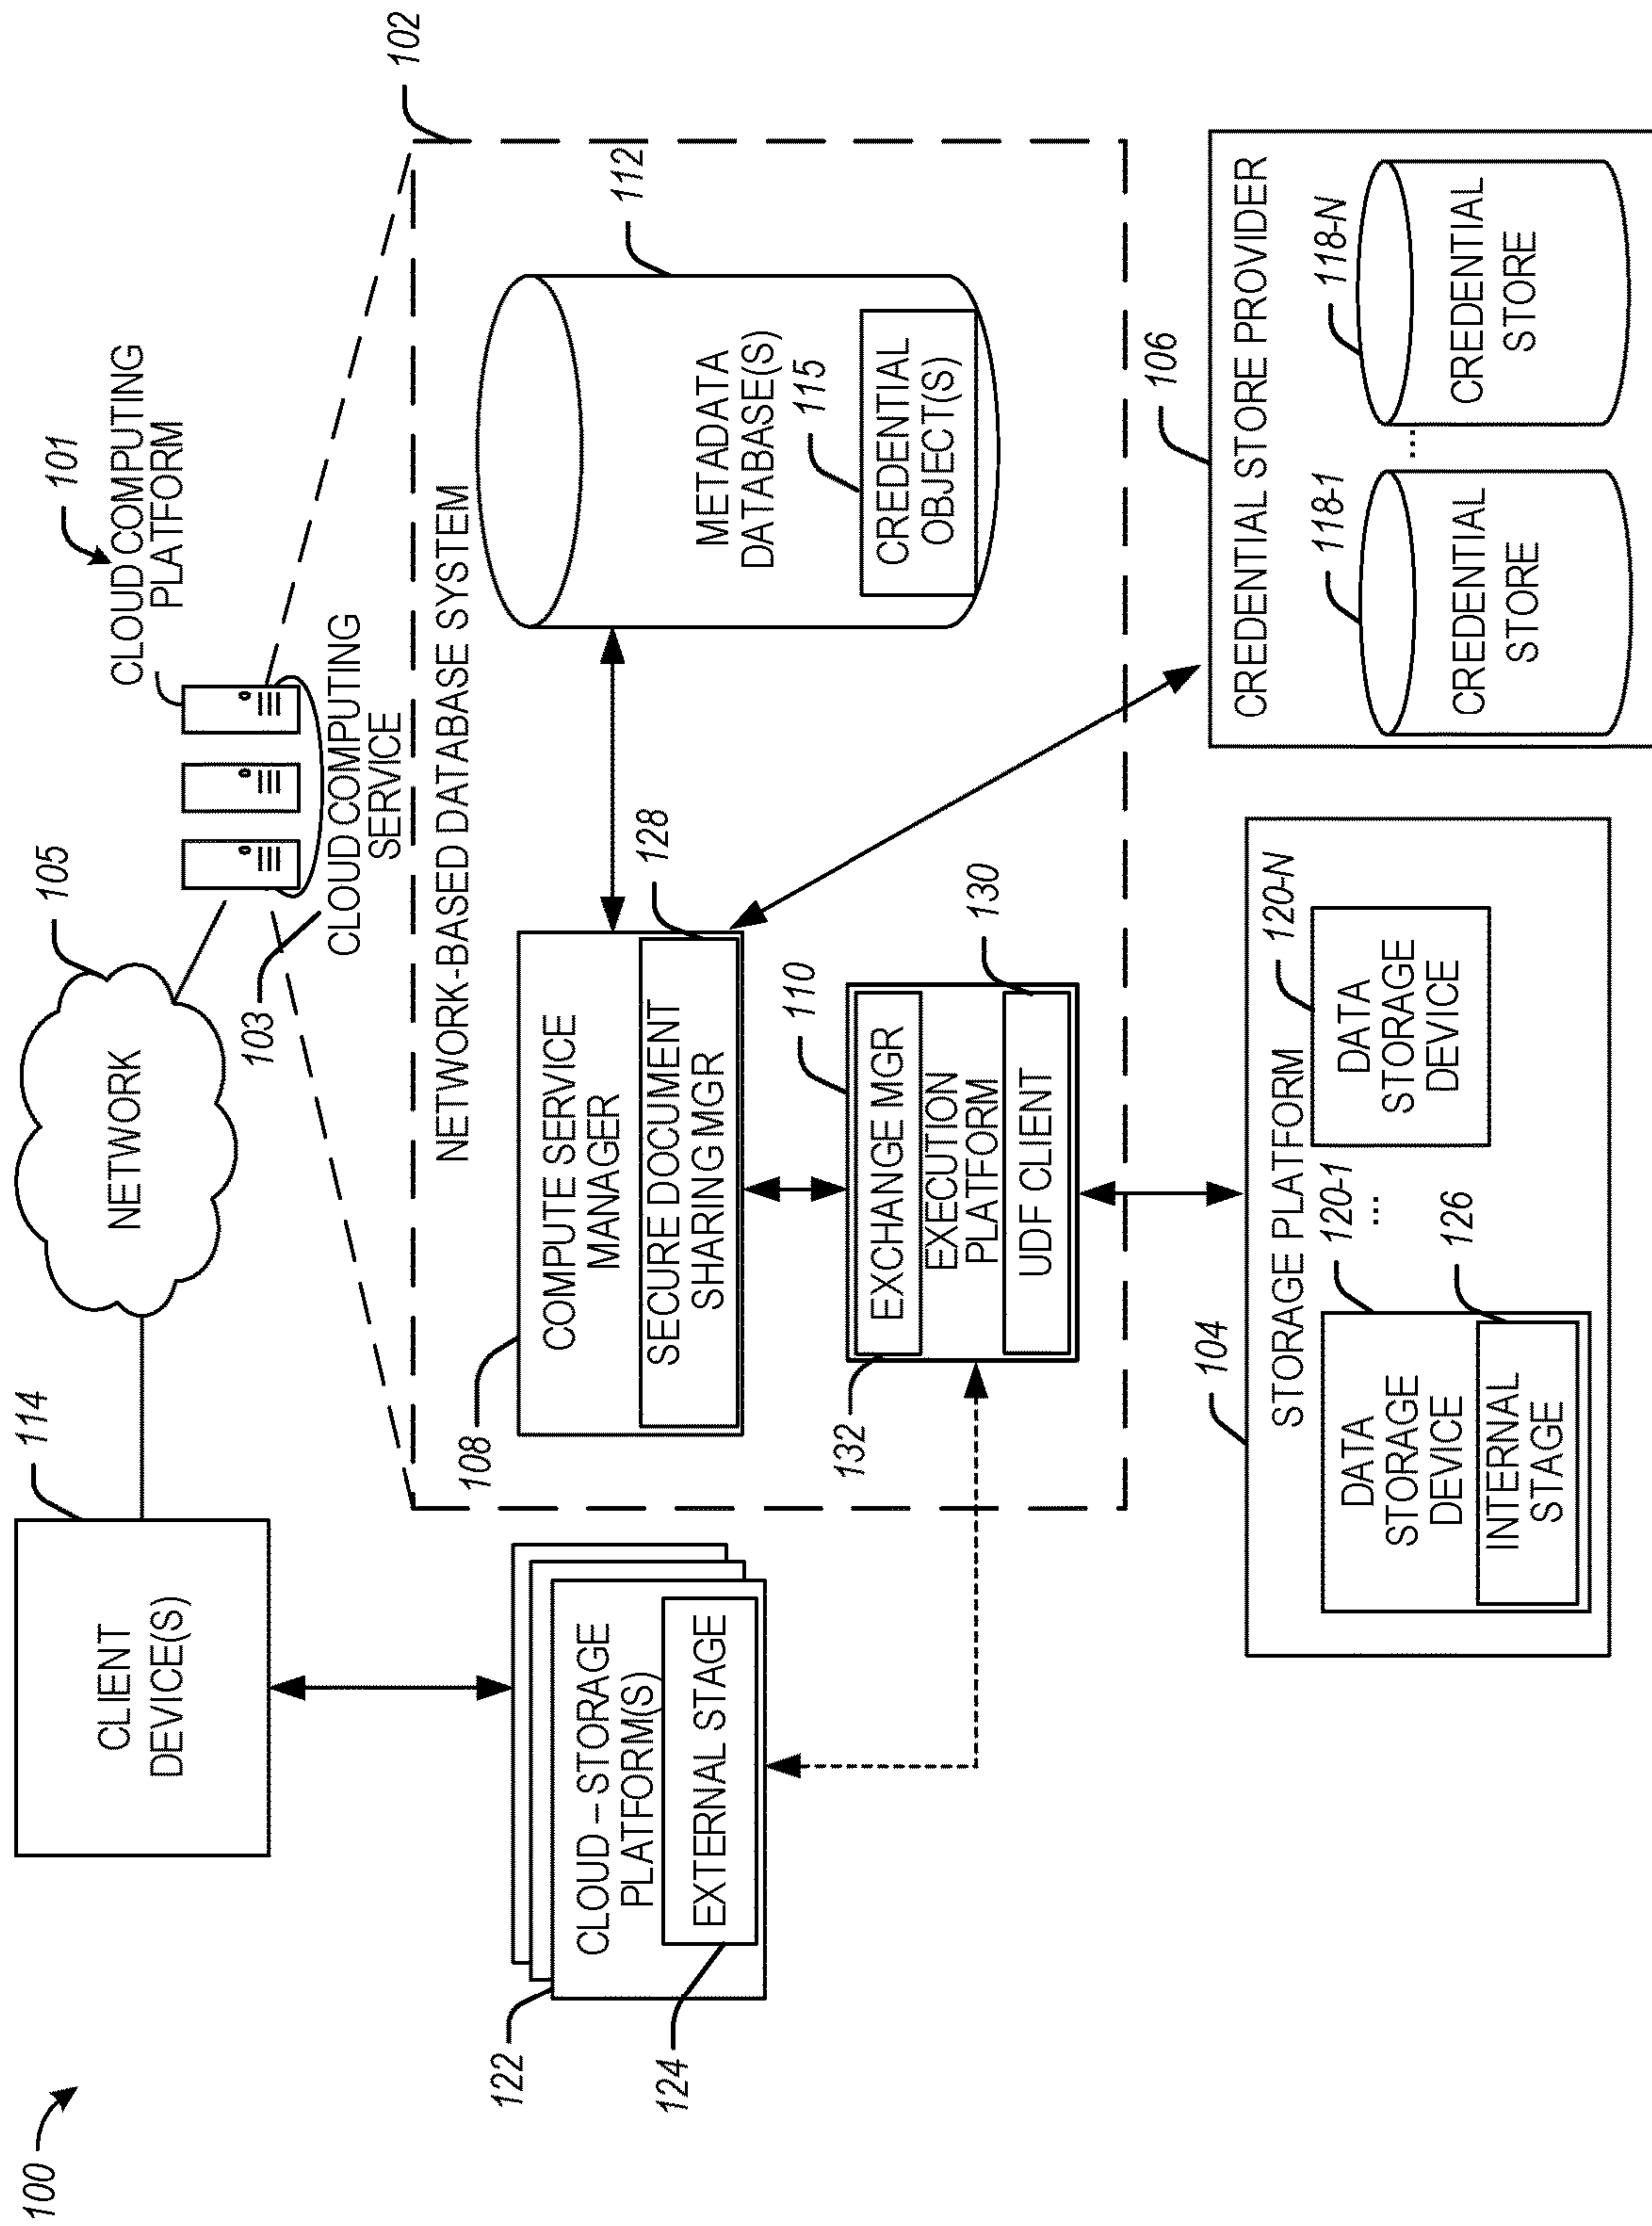 100
114
CLIENT
DEVICE(S)
NETWORK
105
101
CLOUD COMPUTING
PLATFORM
103
CLOUD COMPUTING
SERVICE
102
122
CLOUD – STORAGE
PLATFORM(S)
EXTERNAL STAGE
124
NETWORK-BASED DATABASE SYSTEM
108
COMPUTE SERVICE
MANAGER
SECURE DOCUMENT
SHARING MGR
128
112
METADATA
DATABASE(S)
115
CREDENTIAL
OBJECT(S)
110
EXCHANGE MGR
EXECUTION
PLATFORM
UDF CLIENT
132
130
104
STORAGE PLATFORM
120-1
DATA
STORAGE
DEVICE
INTERNAL
STAGE
126
...
120-N
DATA
STORAGE
DEVICE
106
CREDENTIAL STORE PROVIDER
118-1
CREDENTIAL
STORE
...
118-N
CREDENTIAL
STORE